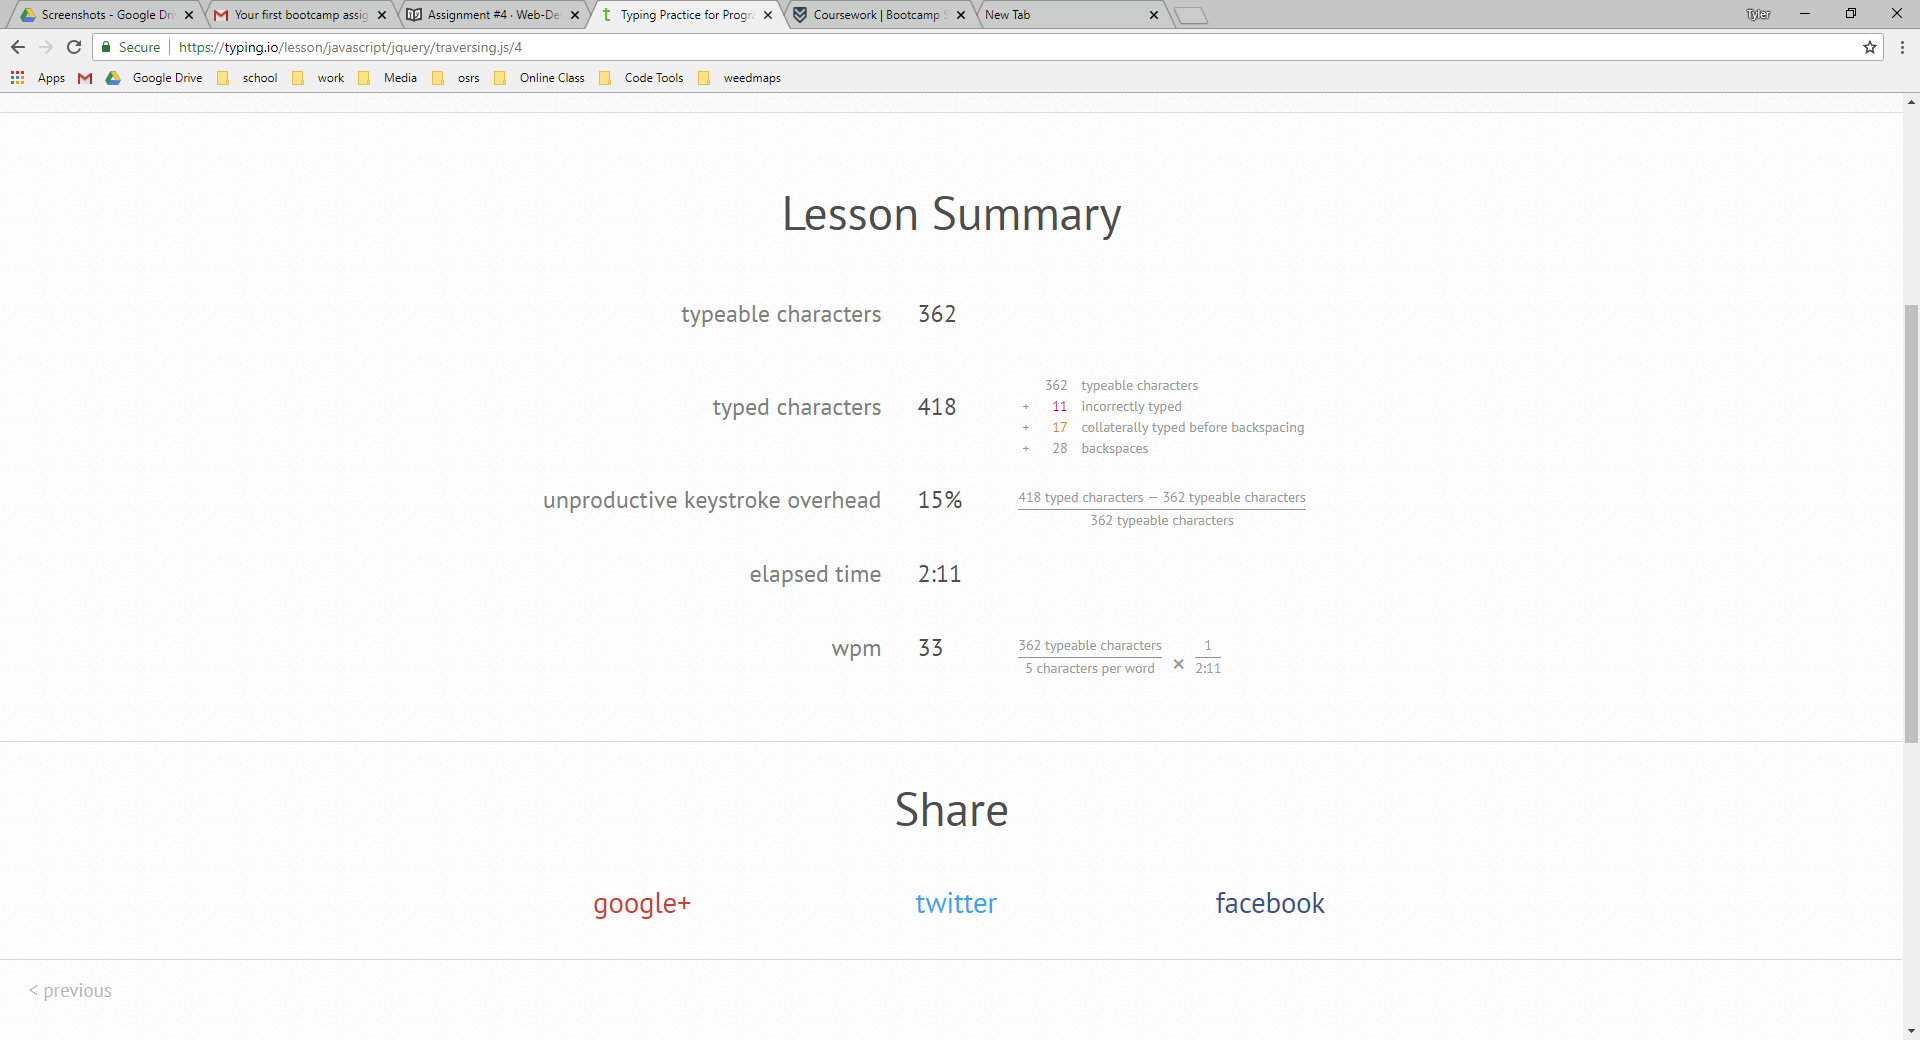 Screenshots - Google Dri
Your first bootcamp assig
Assignment #4 · Web-De
Typing Practice for Progra
Coursework | Bootcamp S
New Tab
Tyler
Secure
https://typing.io/lesson/javascript/jquery/traversing.js/4
Apps
Google Drive
school
work
Media
osrs
Online Class
Code Tools
weedmaps
Lesson Summary
typeable characters 362
typed characters 418
362 typeable characters
+ 11 incorrectly typed
+ 17 collaterally typed before backspacing
+ 28 backspaces
unproductive keystroke overhead 15%
418 typed characters — 362 typeable characters
362 typeable characters
elapsed time 2:11
wpm 33
362 typeable characters
5 characters per word
×
1
2:11
Share
google+
twitter
facebook
< previous